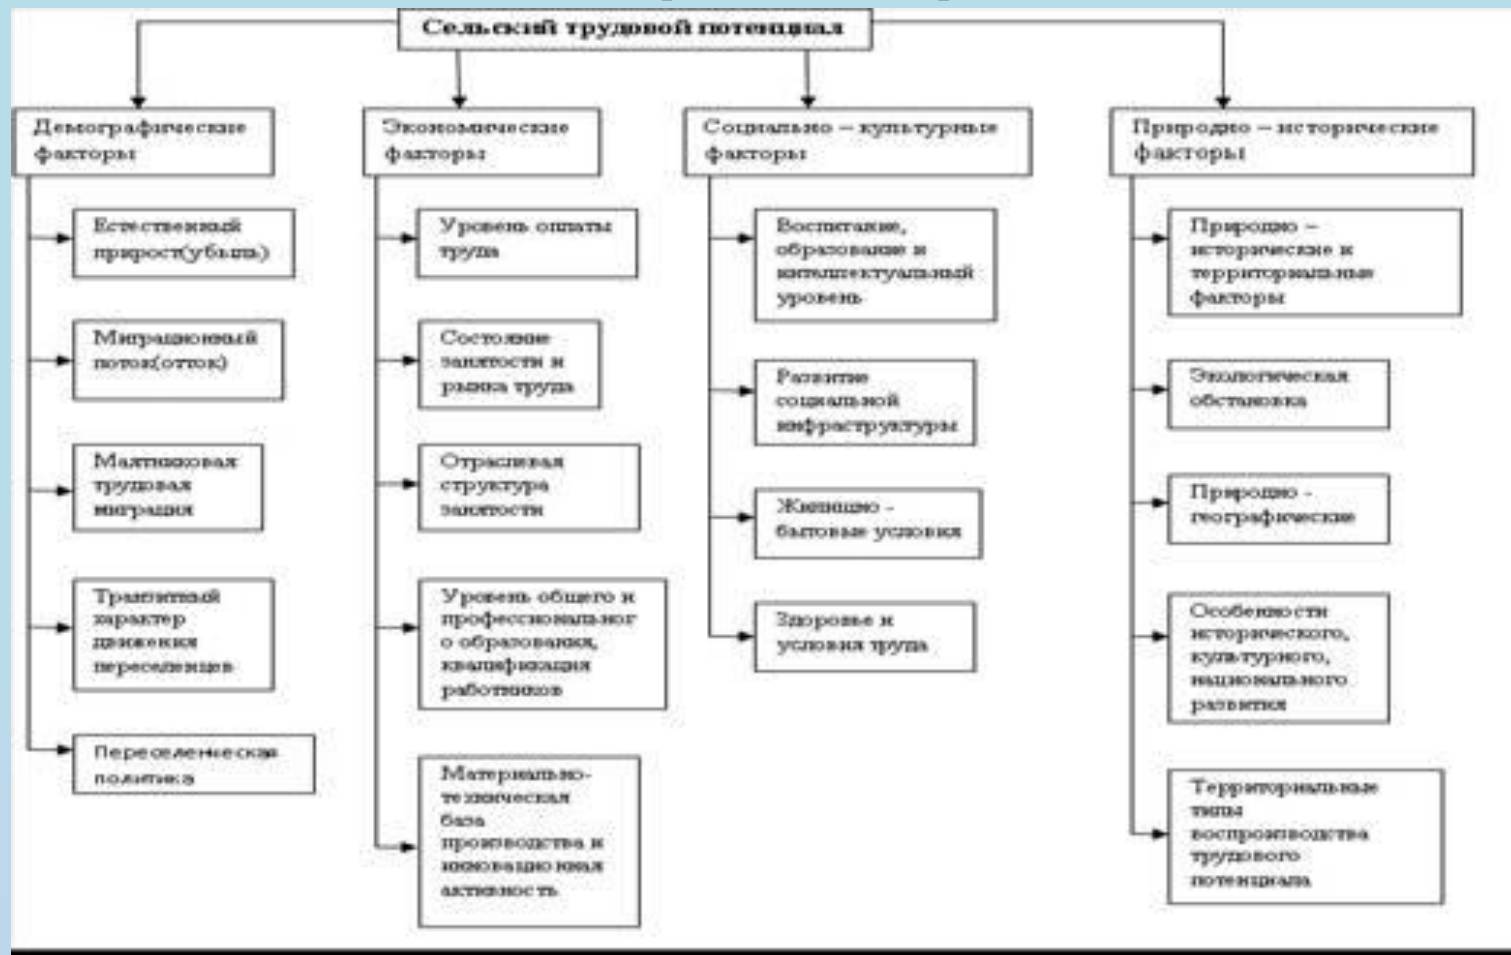 Сельский трудовой потенциал
Демографические
факторы
Естественный
прирост(убыль)
Миграционный
поток(отток)
Маятниковая
трудовая
миграция
Транзитный
характер
движения
переселенцев
Переселенческая
политика
Экономические
факторы
Уровень оплаты
труда
Состояние
занятости и
рынка труда
Отраслевая
структура
занятости
Уровень общего и
профессиональног
о образования,
квалификация
работников
Материально-
техническая
база
производства и
инновационная
активность
Социально – культурные
факторы
Воспитание,
образование и
интеллектуальный
уровень
Развитие
социальной
инфраструктуры
Жилищно -
бытовые условия
Здоровье и
условия труда
Природно – исторические
факторы
Природно –
исторические и
территориальные
факторы
Экологическая
обстановка
Природно -
географические
Особенности
исторического,
культурного,
национального
развития
Территориальные
типы
воспроизводства
трудового
потенциала